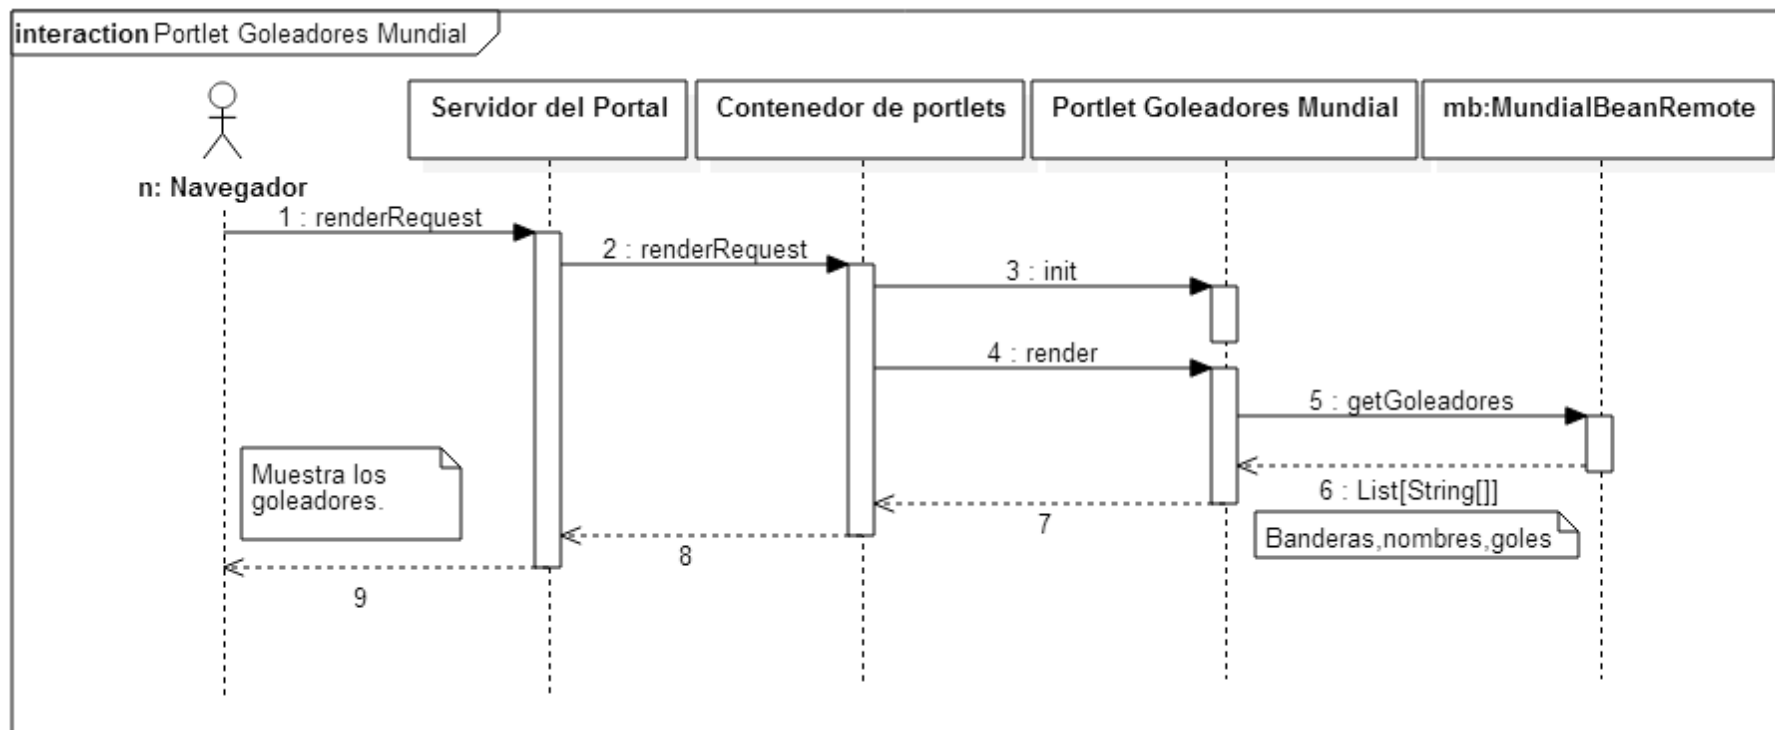 interaction Portlet Goleadores Mundial
Servidor del Portal
Contenedor de portlets
Portlet Goleadores Mundial
mb:MundialBeanRemote
n: Navegador
1 : renderRequest
2 : renderRequest
3 : init
4 : render
5 : getGoleadores
6 : List[String[]]
Banderas,nombres,goles
7
8
Muestra los
goleadores.
9